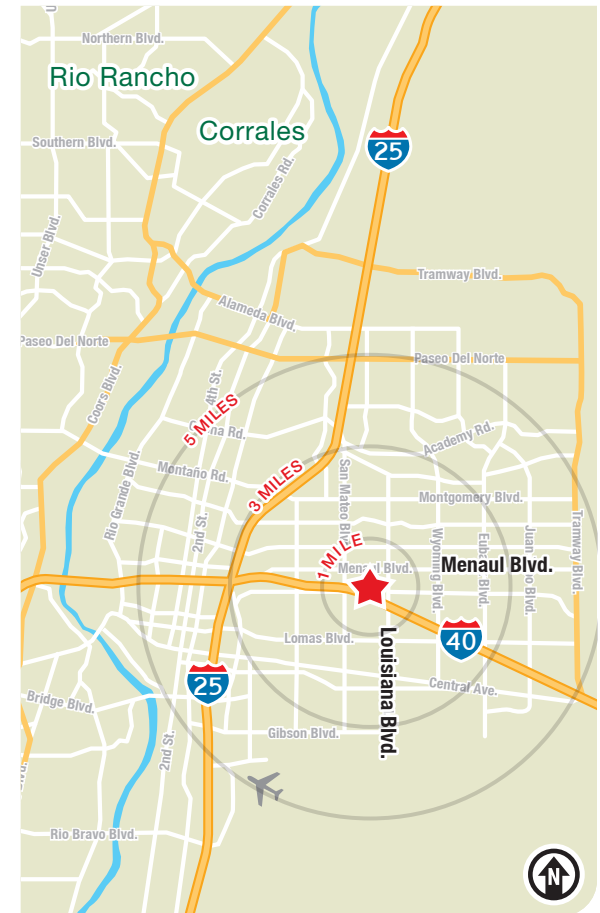 Northern Blvd.
Rio Rancho
Corrales
Southern Blvd.
25
Corrales Rd.
Unser Blvd.
Tramway Blvd.
Alameda Blvd.
Paseo Del Norte
Paseo Del Norte
Coors Blvd.
4th St.
5 MILES
Rd.
Academy Rd.
Montaño Rd.
3 MILES
San Mateo Blvd.
Montgomery Blvd.
Rio Grande Blvd.
2nd St.
1 MILE
Menaul Blvd.
Menaul Blvd.
Wyoming Blvd.
Blvd.
Blvd.
Tramway Blvd.
Lomas Blvd.
40
Louisiana Blvd.
25
Central Ave.
Bridge Blvd.
2nd St.
Gibson Blvd.
Blvd.
Rio Bravo Blvd.
N